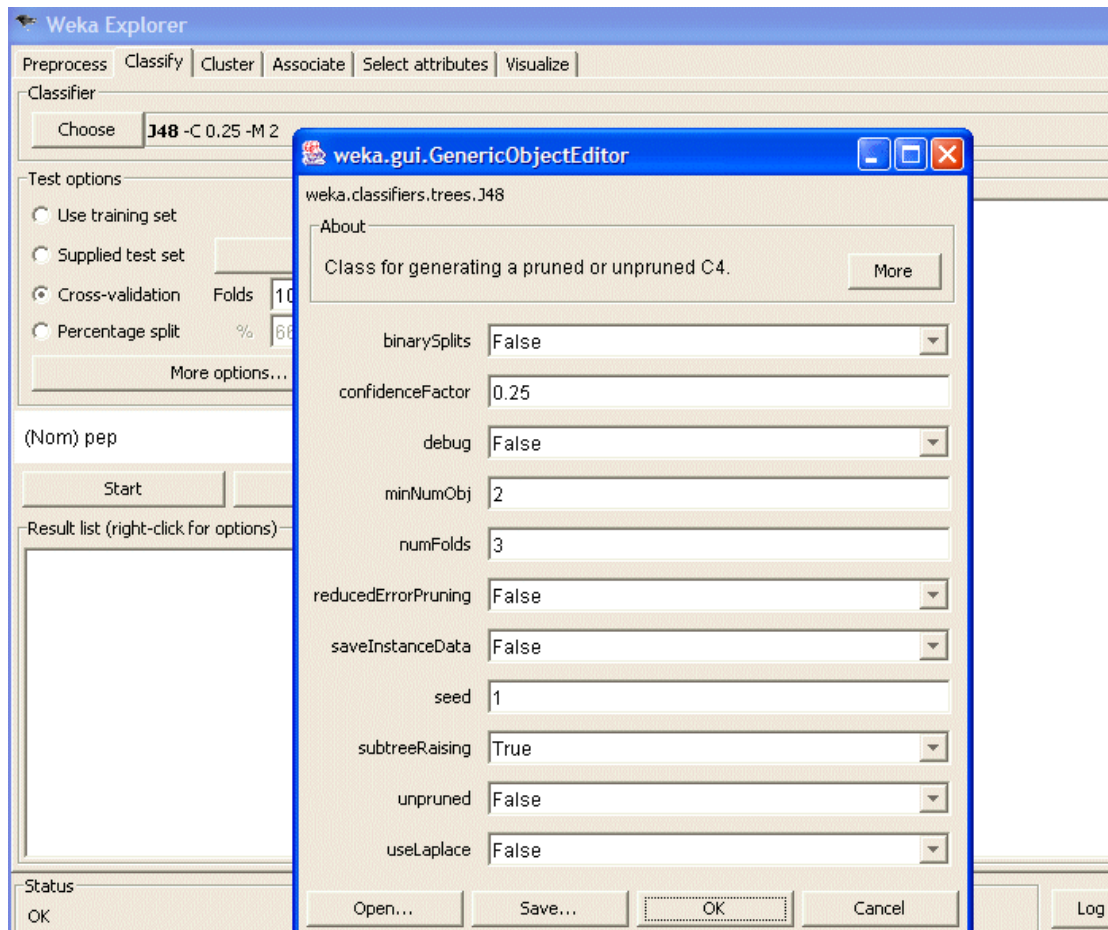 Weka Explorer
Preprocess Classify Cluster Associate Select attributes Visualize
Classifier
Choose J48 -C 0.25 -M 2
Test options
Use training set
Supplied test set
Cross-validation Folds 10
Percentage split % 66
More options...
(Nom) pep
Start
Result list (right-click for options)
Status
OK
Log
weka.gui.GenericObjectEditor
weka.classifiers.trees.J48
About
Class for generating a pruned or unpruned C4.
More
binarySplits False
confidenceFactor 0.25
debug False
minNumObj 2
numFolds 3
reducedErrorPruning False
saveInstanceData False
seed 1
subtreeRaising True
unpruned False
useLaplace False
Open... Save... OK Cancel